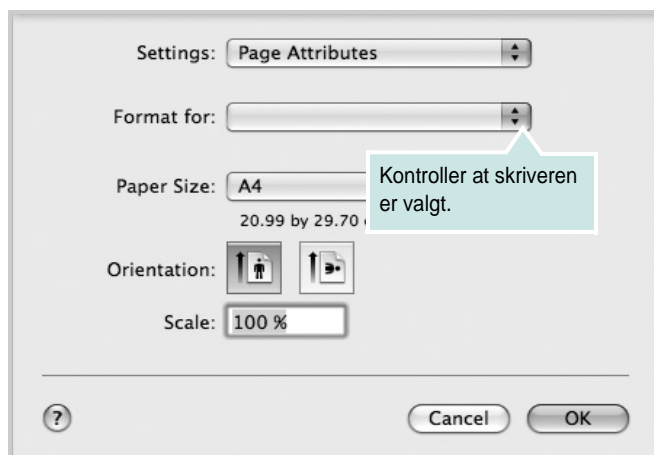 Settings: Page Attributes
Format for:
Kontroller at skriveren
er valgt.
Paper Size: A4
20.99 by 29.70
Orientation:
Scale: 100 %
?
Cancel OK